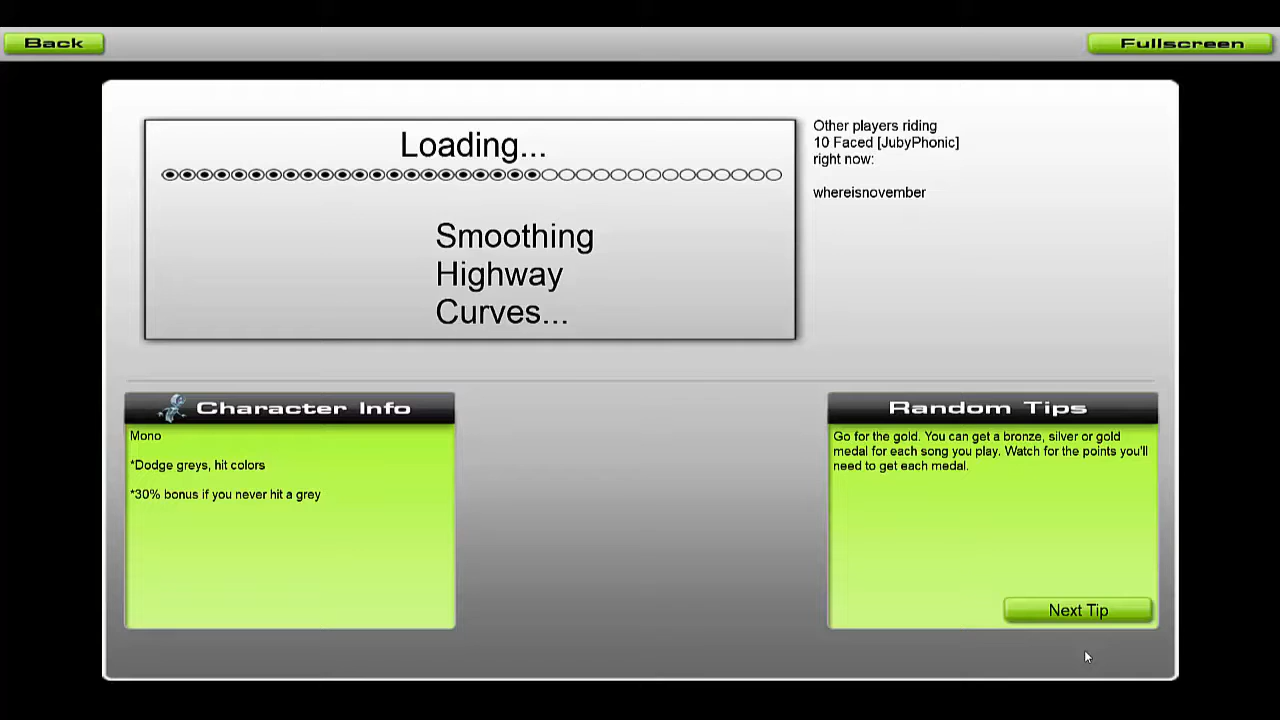 Back
Fullscreen
Loading...
Smoothing
Highway
Curves...
Other players riding
10 Faced [JubyPhonic]
right now:
whereisnovember
Character Info
Mono
*Dodge greys, hit colors
*30% bonus if you never hit a grey
Random Tips
Go for the gold. You can get a bronze, silver or gold
medal for each song you play. Watch for the points you'll
need to get each medal.
Next Tip